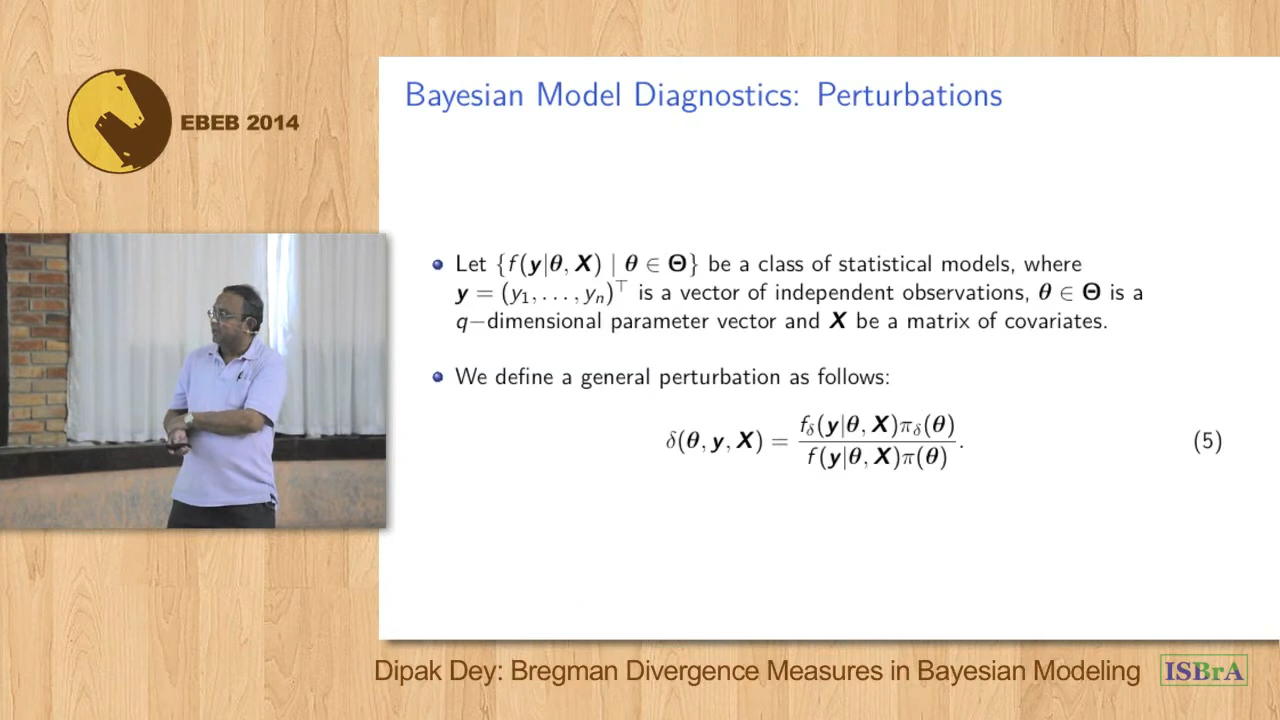 Bayesian Model Diagnostics: Perturbations
EBEB 2014
Let {f(y|θ, X) | θ ∈ Θ} be a class of statistical models, where
y = (y₁, . . . , yₙ)⊤ is a vector of independent observations, θ ∈ Θ is a
q−dimensional parameter vector and X be a matrix of covariates.
We define a general perturbation as follows:
δ(θ, y, X) = f_δ(y|θ, X)π_δ(θ) / f(y|θ, X)π(θ) . (5)
Dipak Dey: Bregman Divergence Measures in Bayesian Modeling
ISBrA